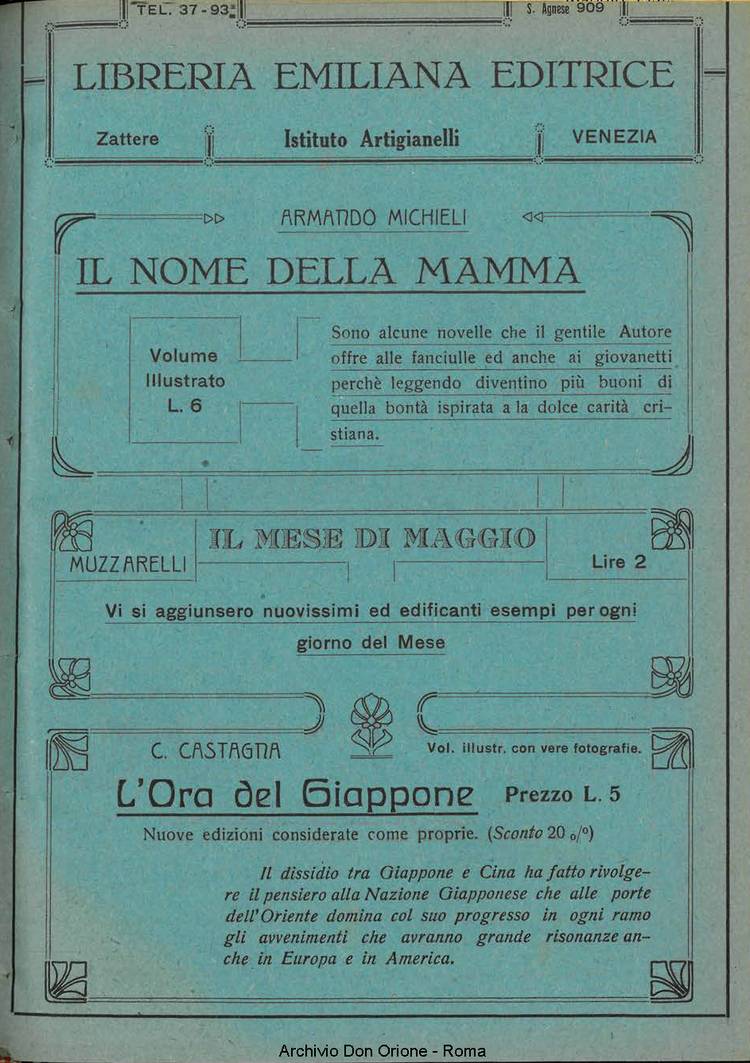 TEL. 37-93
S. Agnese 909
LIBRERIA EMILIANA EDITRICE
Zattere Istituto Artigianelli VENEZIA
ARMANDO MICHIELI
IL NOME DELLA MAMMA
Volume
Illustrato
L. 6
Sono alcune novelle che il gentile Autore
offre alle fanciulle ed anche ai giovanetti
perchè leggendo diventino più buoni di
quella bontà ispirata a la dolce carità cri-
stiana.
IL MESE DI MAGGIO
MUZZARELLI
Lire 2
Vi si aggiunsero nuovissimi ed edificanti esempi per ogni
giorno del Mese
C. CASTAGNA
Vol. illustr. con vere fotografie.
L'Ora del Giappone Prezzo L. 5
Nuove edizioni considerate come proprie. (Sconto 20 o/o)
Il dissidio tra Giappone e Cina ha fatto rivolge-
re il pensiero alla Nazione Giapponese che alle porte
dell'Oriente domina col suo progresso in ogni ramo
gli avvenimenti che avranno grande risonanze an-
che in Europa e in America.
Archivio Don Orione - Roma